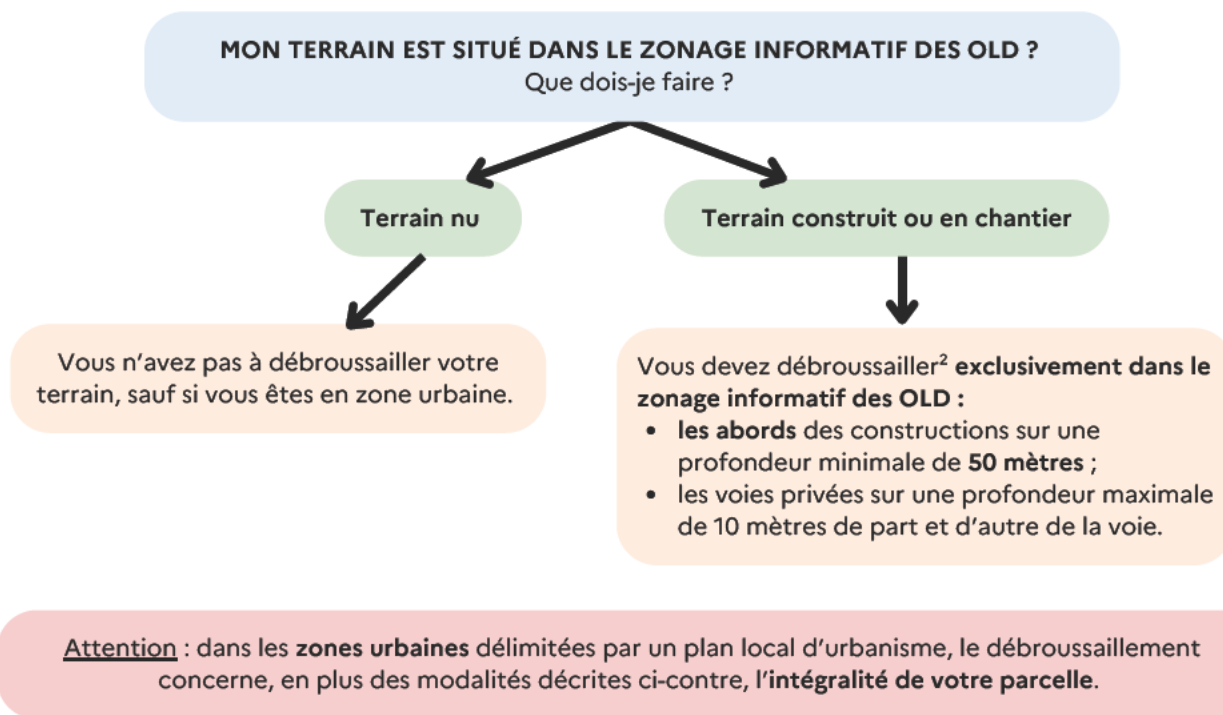 MON TERRAIN EST SITUÉ DANS LE ZONAGE INFORMATIF DES OLD ?
Que dois-je faire ?
Terrain nu
Terrain construit ou en chantier
Vous n’avez pas à débroussailler votre
terrain, sauf si vous êtes en zone urbaine.
Vous devez débroussailler² exclusivement dans le
zonage informatif des OLD :
• les abords des constructions sur une
profondeur minimale de 50 mètres ;
• les voies privées sur une profondeur maximale
de 10 mètres de part et d’autre de la voie.
Attention : dans les zones urbaines délimitées par un plan local d’urbanisme, le débroussaillement
concerne, en plus des modalités décrites ci-contre, l’intégralité de votre parcelle.